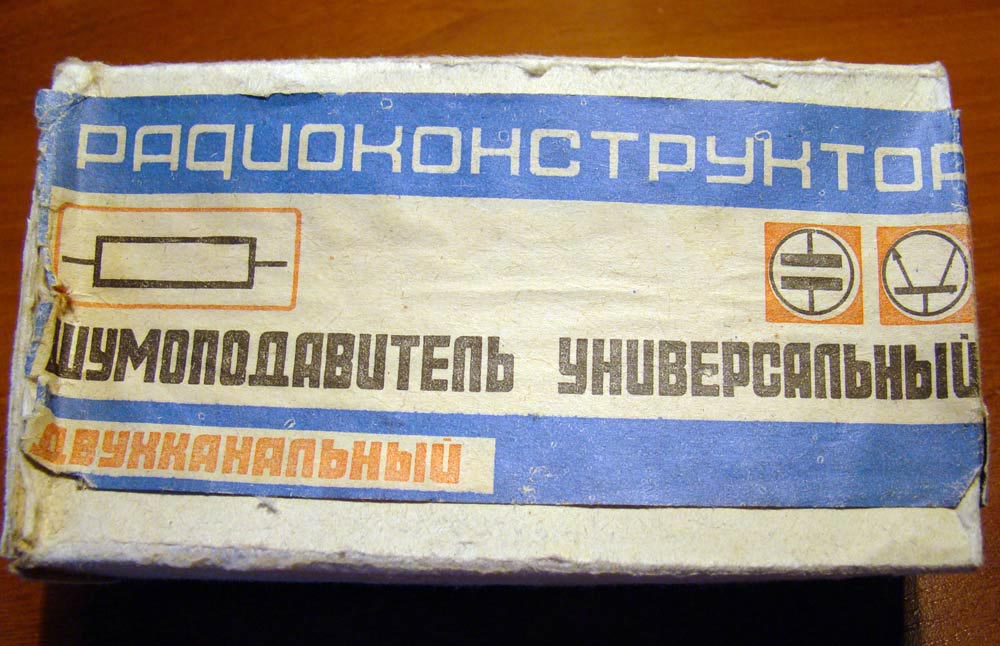 РАДИОКОНСТРУКТОР
ШУМОПОДАВИТЕЛЬ УНИВЕРСАЛЬНЫЙ
ДВУХКАНАЛЬНЫЙ